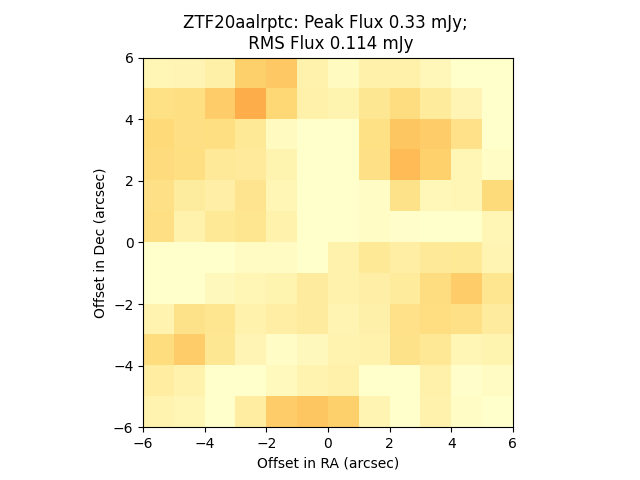 ZTF20aalrptc: Peak Flux 0.33 mJy;
RMS Flux 0.114 mJy
6
4
2
0
−2
−4
−6
Offset in Dec (arcsec)
−6 −4 −2 0 2 4 6
Offset in RA (arcsec)